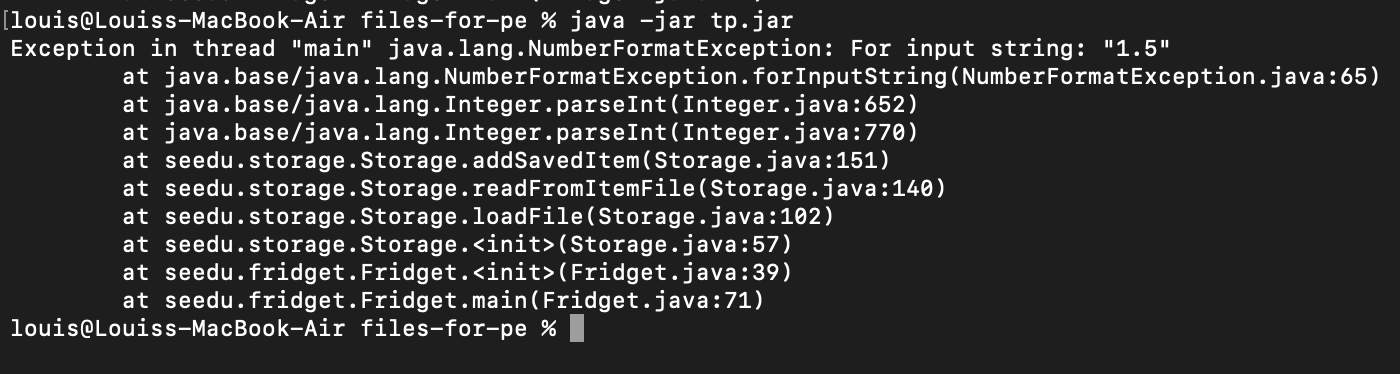 [louis@Louiss-MacBook-Air files-for-pe % java -jar tp.jar
Exception in thread "main" java.lang.NumberFormatException: For input string: "1.5"
at java.base/java.lang.NumberFormatException.forInputString(NumberFormatException.java:65)
at java.base/java.lang.Integer.parseInt(Integer.java:652)
at java.base/java.lang.Integer.parseInt(Integer.java:770)
at seedu.storage.Storage.addSavedItem(Storage.java:151)
at seedu.storage.Storage.readFromItemFile(Storage.java:140)
at seedu.storage.Storage.loadFile(Storage.java:102)
at seedu.storage.Storage.<init>(Storage.java:57)
at seedu.fridget.Fridget.<init>(Fridget.java:39)
at seedu.fridget.Fridget.main(Fridget.java:71)
louis@Louiss-MacBook-Air files-for-pe %